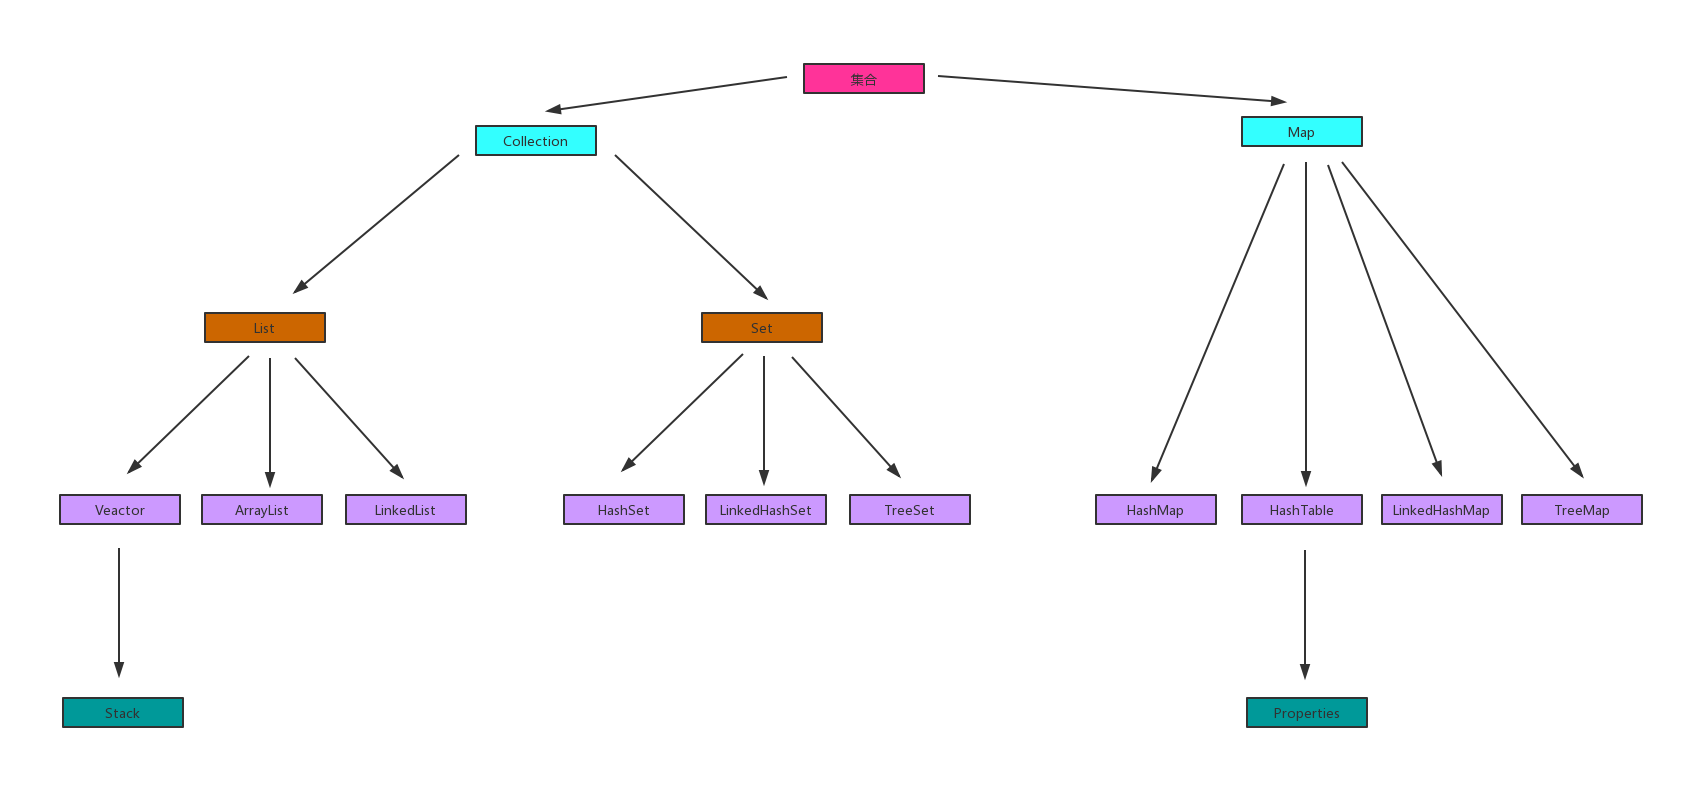 集合
Collection
Map
List
Set
Veactor
ArrayList
LinkedList
HashSet
LinkedHashSet
TreeSet
HashMap
HashTable
LinkedHashMap
TreeMap
Stack
Properties